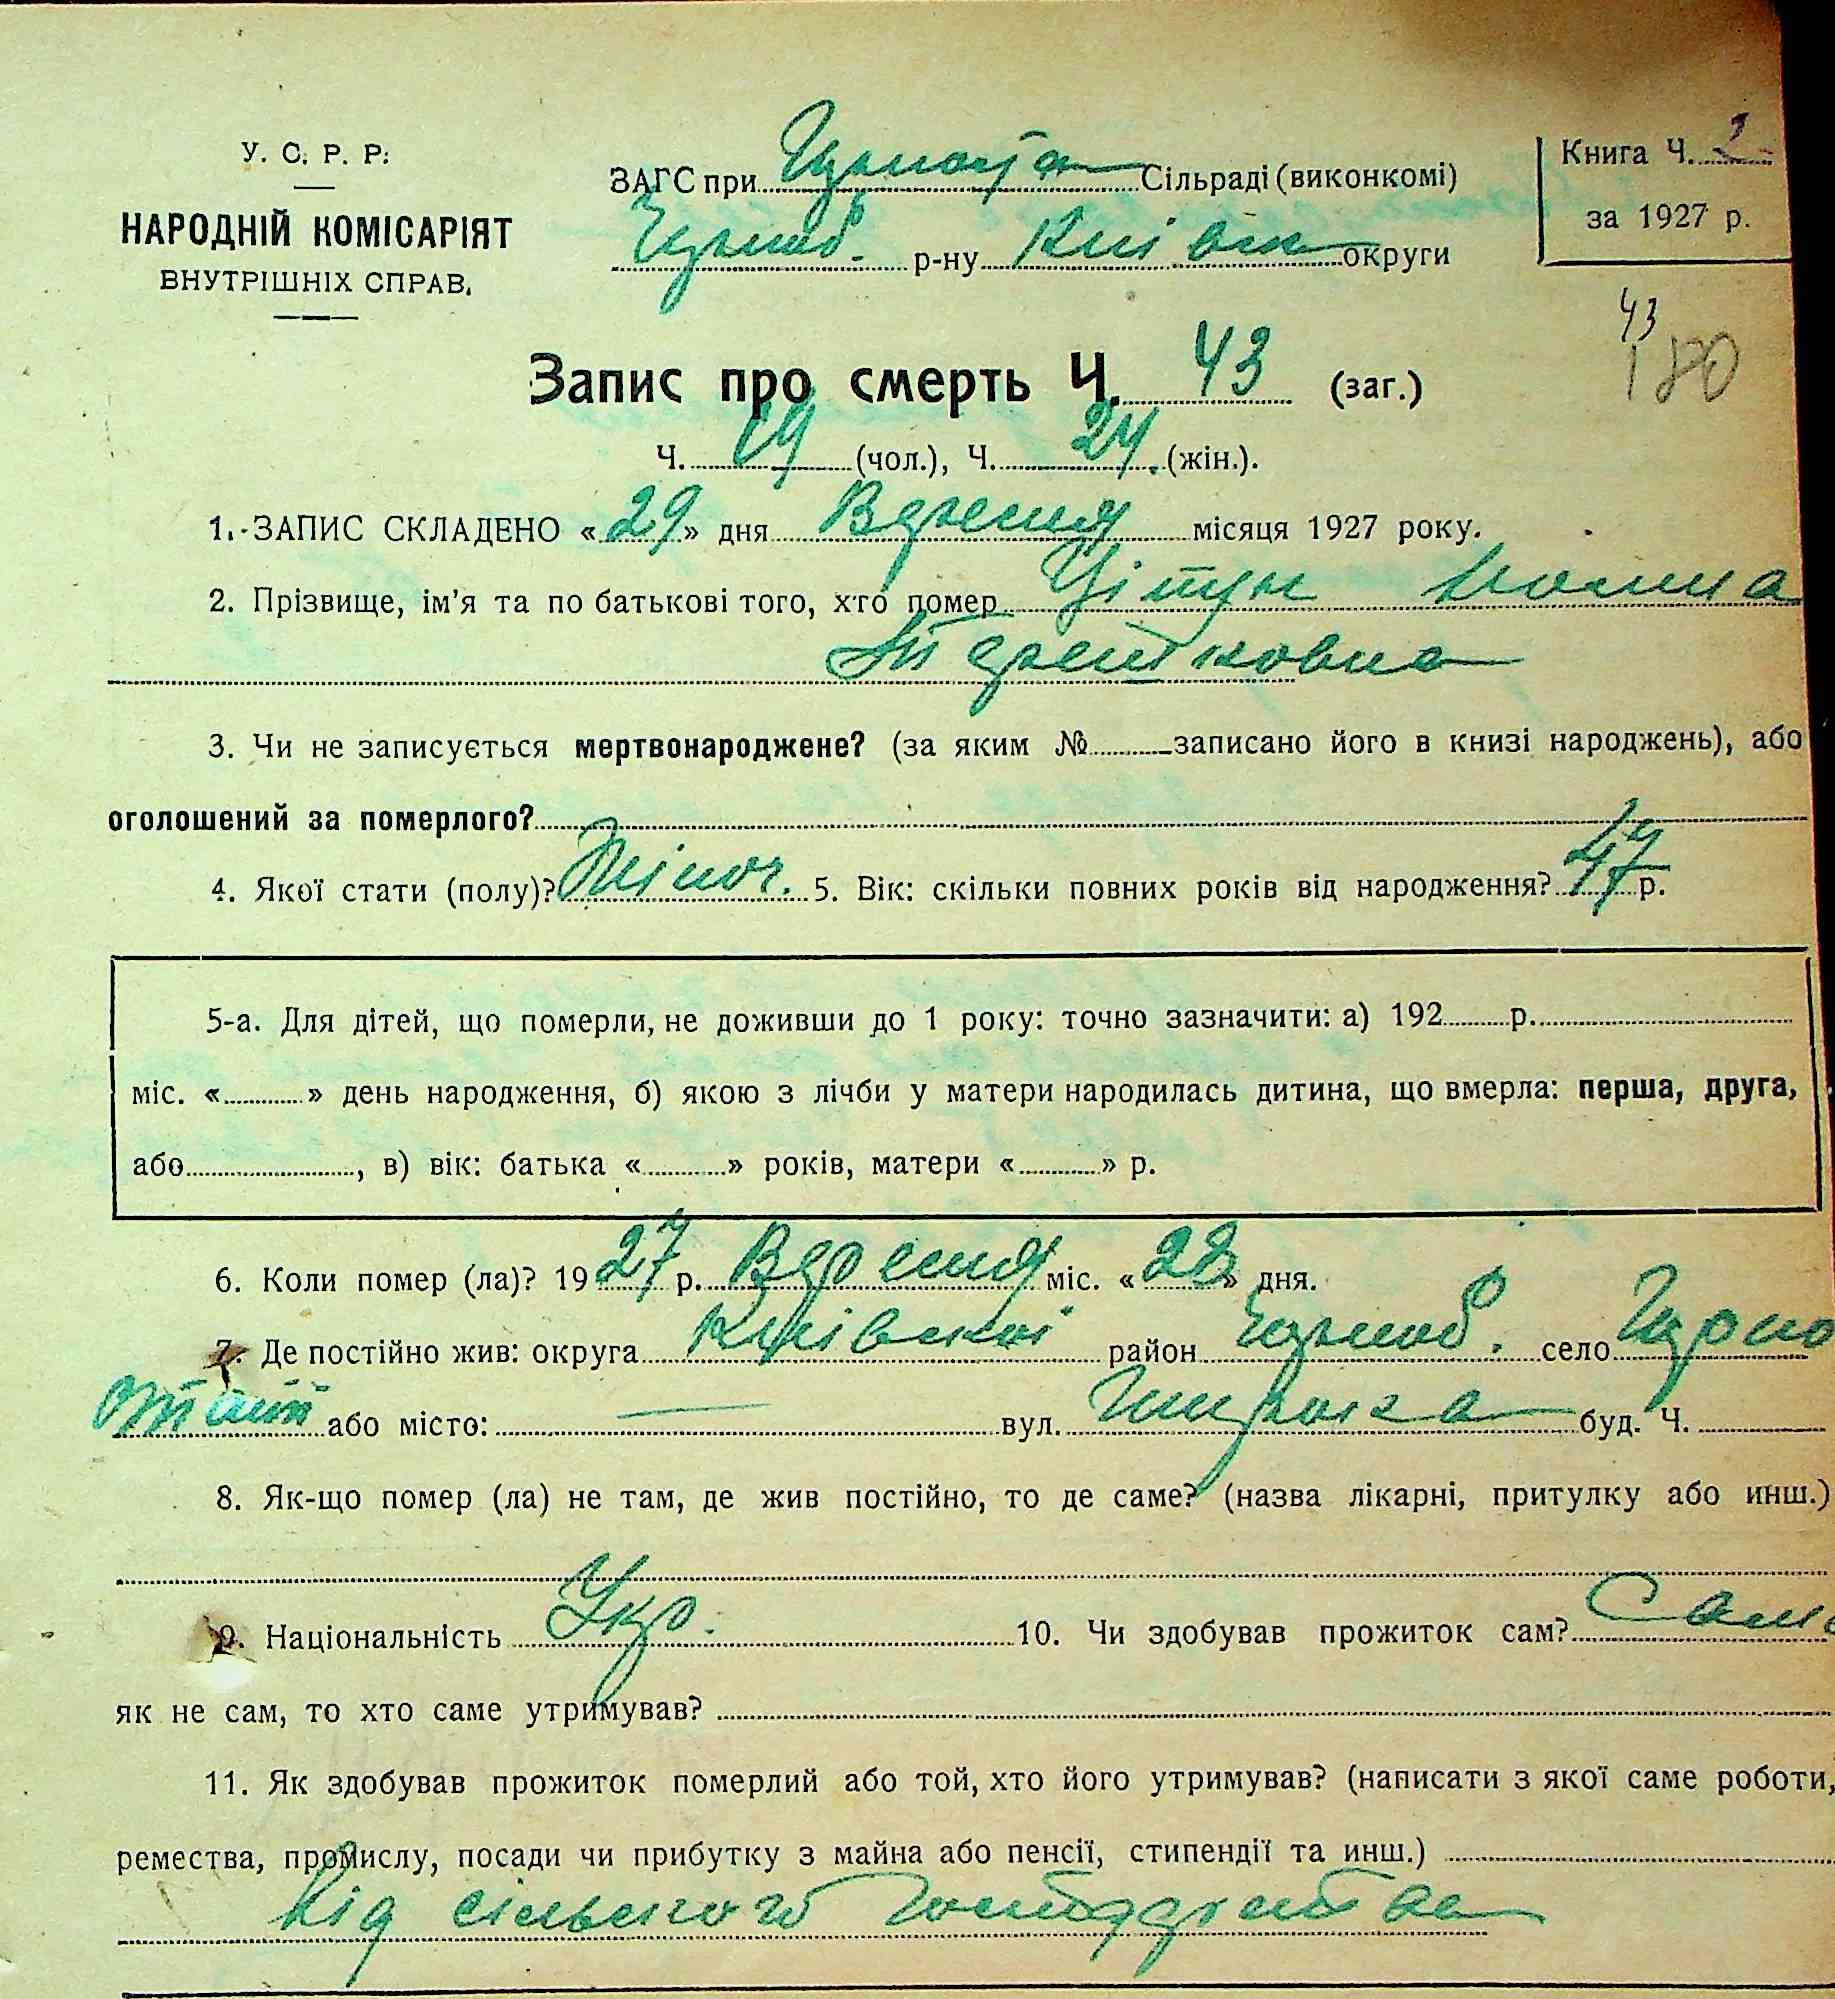 У. С. Р. Р.
НАРОДНІЙ КОМІСАРІЯТ
ВНУТРІШНІХ СПРАВ.
ЗАГС при Сільраді (виконкомі)
р-ну округи
Книга Ч.
за 1927 р.
43
180
Запис про смерть Ч. 43 (заг.)
Ч. 19 (чол.), Ч. 24 (жін.).
1. ЗАПИС СКЛАДЕНО «29» дня Вересня місяця 1927 року.
2. Прізвище, ім'я та по батькові того, хто помер
3. Чи не записується мертвонароджене? (за яким № записано його в книзі народжень), або
оголошений за померлого?
4. Якої стати (полу)? Жіноч. 5. Вік: скільки повних років від народження? 47 р.
5-а. Для дітей, що померли, не доживши до 1 року: точно зазначити: а) 192 р.
міс. « » день народження, б) якою з лічби у матери народилась дитина, що вмерла: перша, друга,
або , в) вік: батька « » років, матери « » р.
6. Коли помер (ла)? 1927 р. Вересня міс. «28» дня.
7. Де постійно жив: округа Київської район село
або місто: — вул. Широка буд. Ч.
8. Як-що помер (ла) не там, де жив постійно, то де саме? (назва лікарні, притулку або инш.)
9. Національність Укр. 10. Чи здобував прожиток сам? Сама
як не сам, то хто саме утримував?
11. Як здобував прожиток померлий або той, хто його утримував? (написати з якої саме роботи,
ремества, промислу, посади чи прибутку з майна або пенсії, стипендії та инш.)
Від сільського господарства